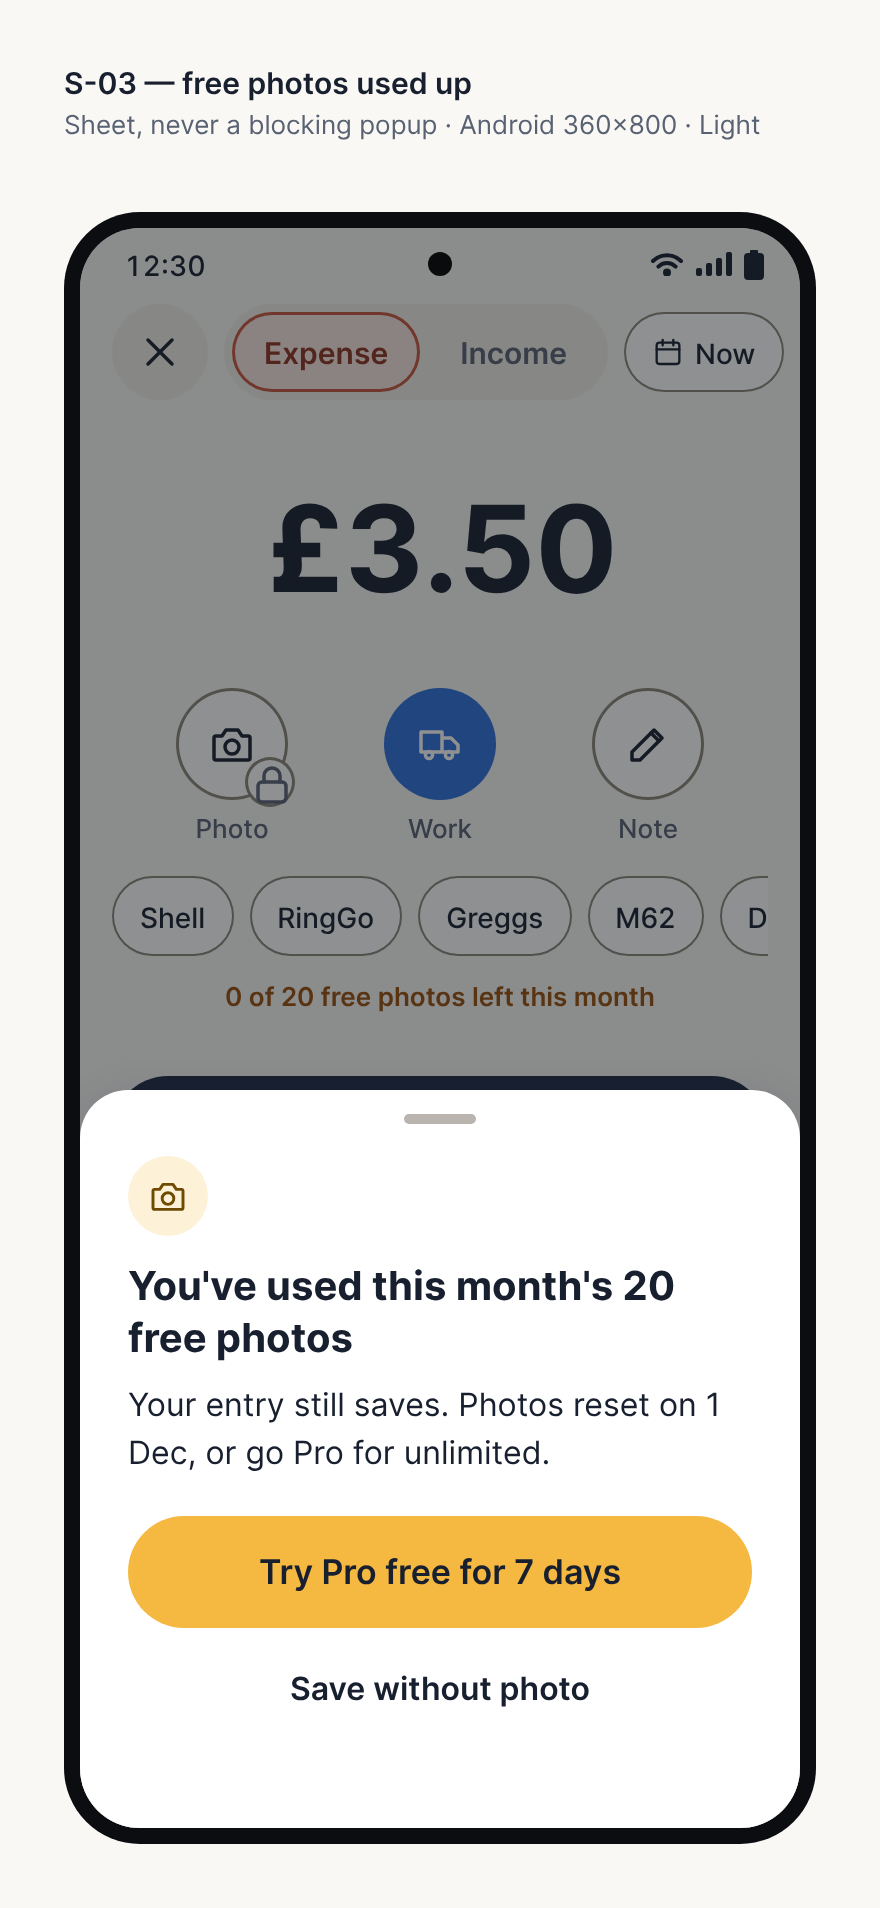 S-03 — free photos used up
Sheet, never a blocking popup · Android 360×800 · Light
12:30
Expense
Income
Now
£3.50
Photo
Work
Note
Shell
RingGo
Greggs
M62
D
0 of 20 free photos left this month
You've used this month's 20
free photos
Your entry still saves. Photos reset on 1
Dec, or go Pro for unlimited.
Try Pro free for 7 days
Save without photo